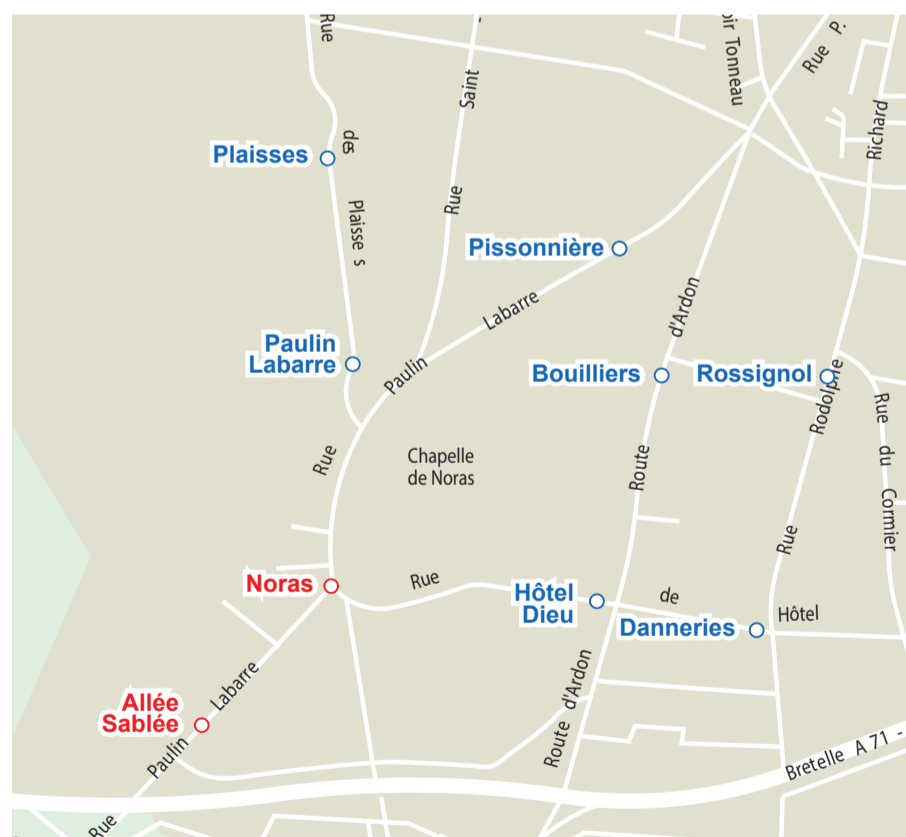 Rue
Saint
oir Tonneau
Rue P.
Richard
des
Plaisses
Plaisse s
Rue
Pissonnière
d'Ardon
Labarre
Paulin
Labarre
Paulin
Bouilliers
Rossignol
Rodolphe
Rue du Cormier
Rue
Chapelle
de Noras
Route
Rue
Noras
Rue
Hôtel
Dieu
de
Hôtel
Danneries
Labarre
Allée
Sablée
Paulin
Rue
Route d'Ardon
Bretelle A 71 -